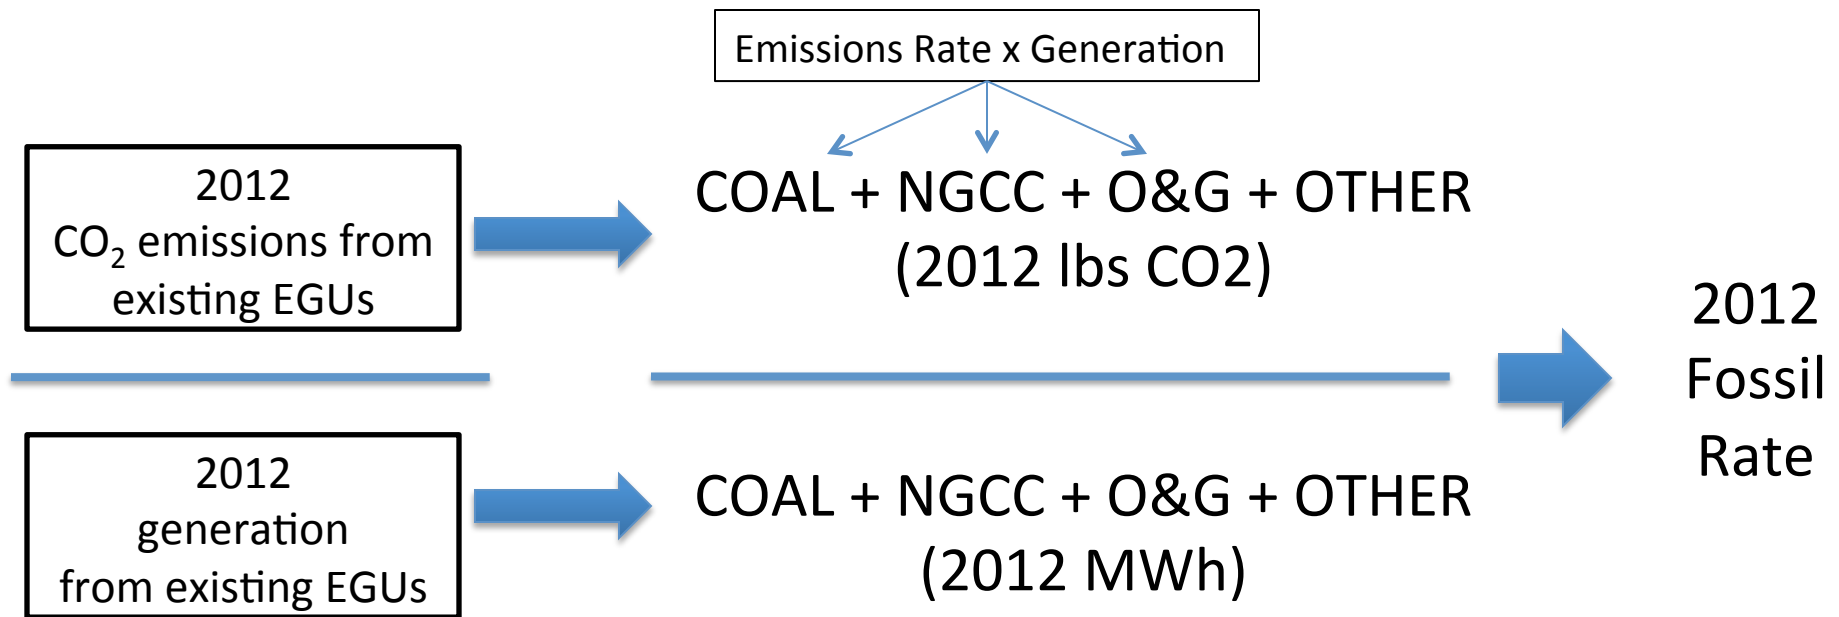 Emissions Rate x Generation
2012
CO₂ emissions from
existing EGUs
COAL + NGCC + O&G + OTHER
(2012 lbs CO2)
2012
generation
from existing EGUs
COAL + NGCC + O&G + OTHER
(2012 MWh)
2012
Fossil
Rate